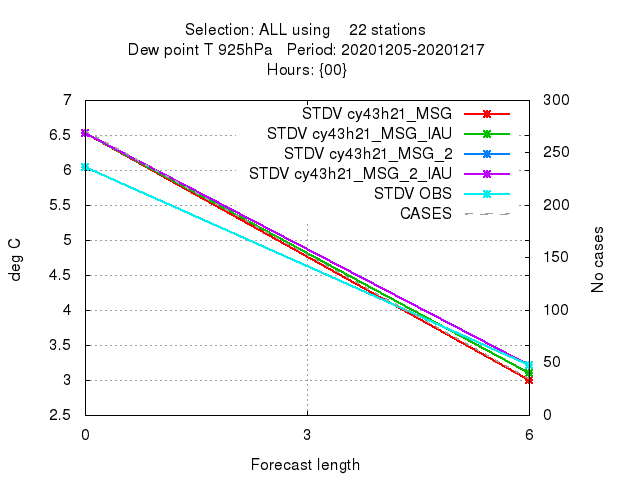 Selection: ALL using    22 stations
Dew point T 925hPa   Period: 20201205-20201217
Hours: {00}
7
6.5
6
5.5
5
4.5
4
3.5
3
2.5
300
250
200
150
100
50
0
STDV cy43h21_MSG
STDV cy43h21_MSG_IAU
STDV cy43h21_MSG_2
STDV cy43h21_MSG_2_IAU
STDV OBS
CASES
deg C
No cases
0 3 6
Forecast length